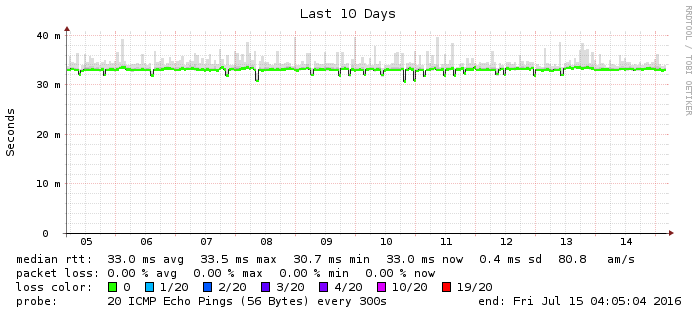 Last 10 Days
RRDTOOL / TOBI OETIKER
Seconds
40 m
30 m
20 m
10 m
0
05 06 07 08 09 10 11 12 13 14
median rtt: 33.0 ms avg 33.5 ms max 30.7 ms min 33.0 ms now 0.4 ms sd 80.8 am/s
packet loss: 0.00 % avg 0.00 % max 0.00 % min 0.00 % now
loss color: 0 1/20 2/20 3/20 4/20 10/20 19/20
probe: 20 ICMP Echo Pings (56 Bytes) every 300s end: Fri Jul 15 04:05:04 2016